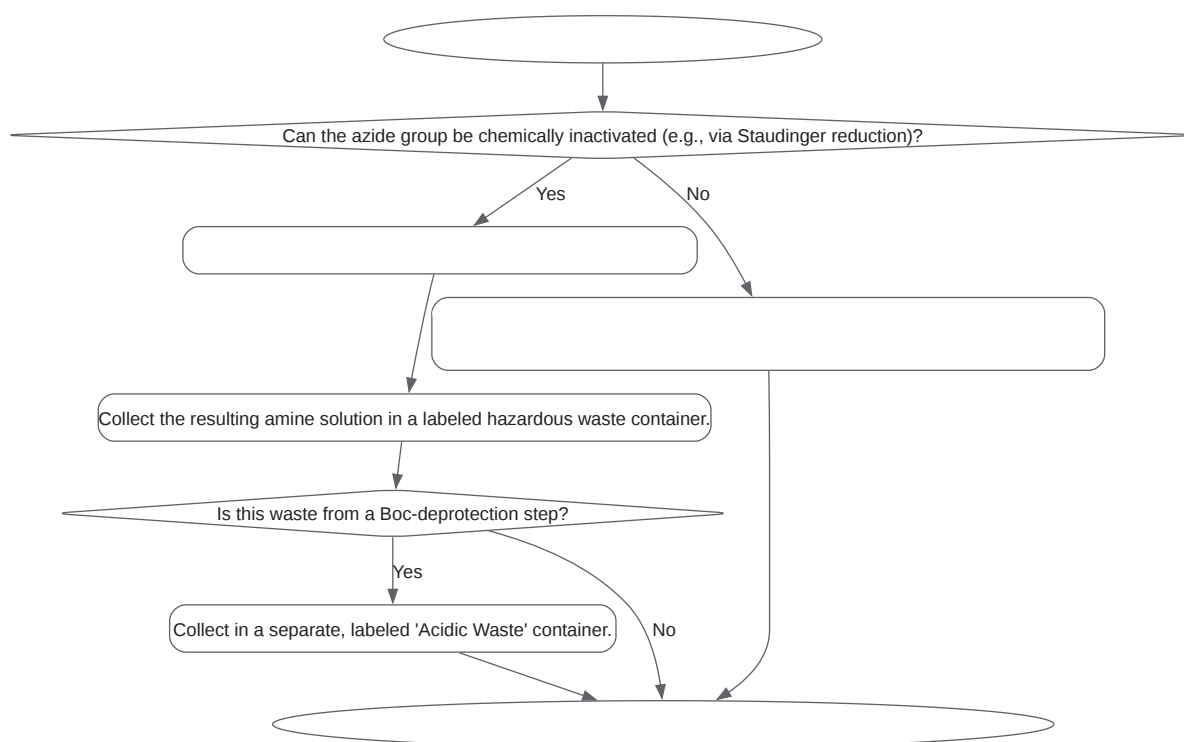 Can the azide group be chemically inactivated (e.g., via Staudinger reduction)?
Yes
No
Collect the resulting amine solution in a labeled hazardous waste container.
Is this waste from a Boc-deprotection step?
Yes
Collect in a separate, labeled 'Acidic Waste' container.
No